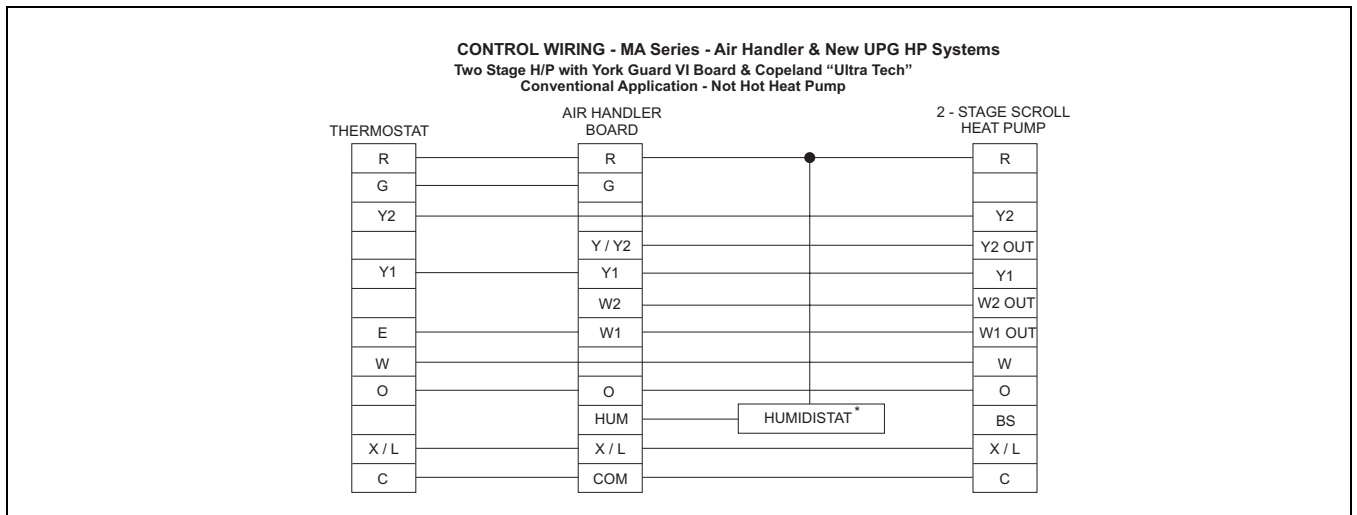 CONTROL WIRING - MA Series - Air Handler & New UPG HP Systems
Two Stage H/P with York Guard VI Board & Copeland “Ultra Tech”
Conventional Application - Not Hot Heat Pump
THERMOSTAT
AIR HANDLER
BOARD
2 - STAGE SCROLL
HEAT PUMP
R R R
G G
Y2 Y2
Y / Y2 Y2 OUT
Y1 Y1 Y1
W2 W2 OUT
E W1 W1 OUT
W W
O O O
HUM HUMIDISTAT* BS
X / L X / L X / L
C COM C